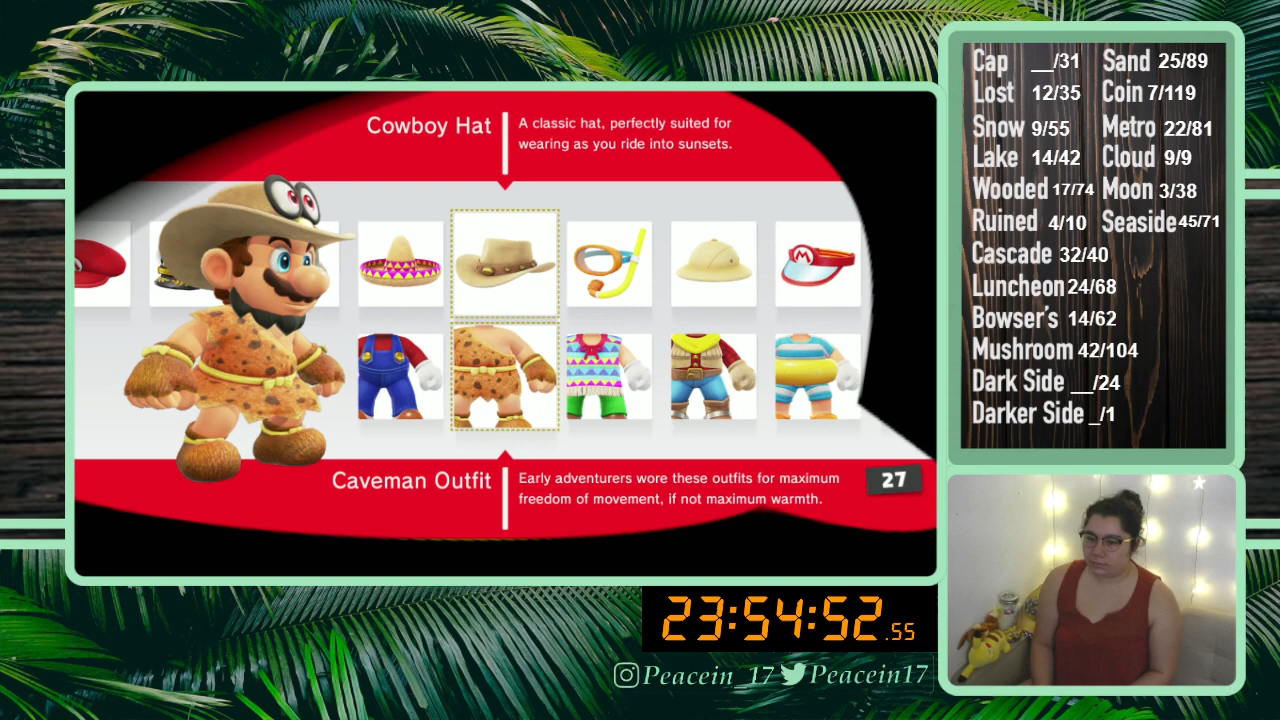 Cowboy Hat
A classic hat, perfectly suited for
wearing as you ride into sunsets.
M
Caveman Outfit
Early adventurers wore these outfits for maximum
freedom of movement, if not maximum warmth.
27
Cap __/31 Sand 25/89
Lost 12/35 Coin 7/119
Snow 9/55 Metro 22/81
Lake 14/42 Cloud 9/9
Wooded 17/74 Moon 3/38
Ruined 4/10 Seaside 45/71
Cascade 32/40
Luncheon 24/68
Bowser's 14/62
Mushroom 42/104
Dark Side __/24
Darker Side _/1
23:54:52.55
Peacein_17 Peacein17